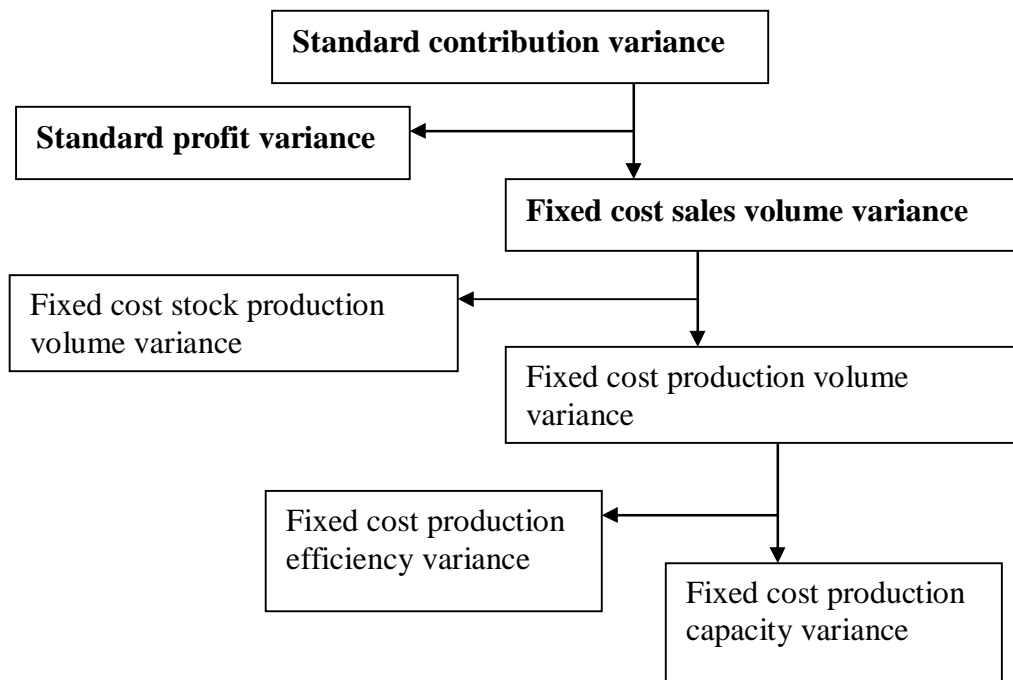 Standard contribution variance
Standard profit variance
Fixed cost sales volume variance
Fixed cost stock production
volume variance
Fixed cost production volume
variance
Fixed cost production
efficiency variance
Fixed cost production
capacity variance